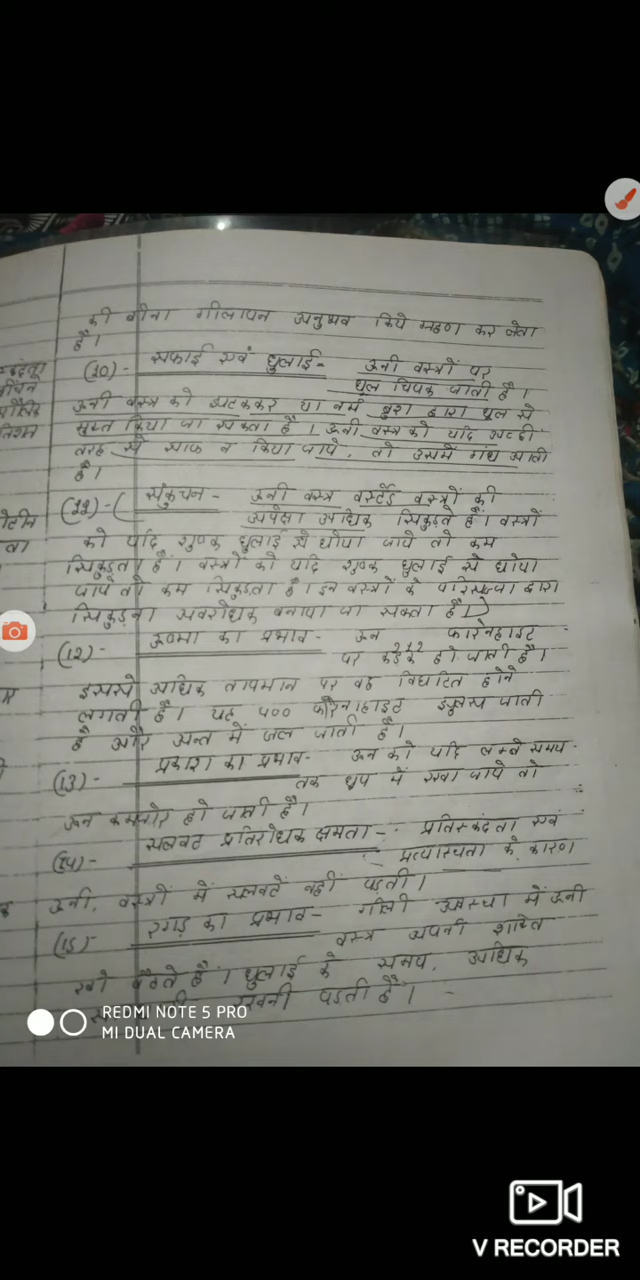 की बीना गीलापन अनुभव किये ग्रहण कर लेता
है।
(10)- सफाई एवं धुलाई- ऊनी वस्त्रों पर
धूल चिपक जाती है।
ऊनी वस्त्र को झटककर या नर्म ब्रुश द्वारा धूल से
मुक्त किया जा सकता है। ऊनी वस्त्र को यदि अच्छी
तरह से साफ न किया जाये, तो उसमें गंध आती
है।
(11)-( संकुचन- ऊनी वस्त्र वर्स्टेड वस्त्रों की
अपेक्षा अधिक सिकुड़ते हैं। वस्त्रों
को यदि शुष्क धुलाई से धोया जाये तो कम
सिकुड़ता है। वस्त्रों को यदि शुष्क धुलाई से धोया
जाये तो कम सिकुड़ता है। इन वस्त्रों के परिसज्जा द्वारा
सिकुड़ना अवरोधक बनाया जा सकता है।)
(12)- ऊष्मा का प्रभाव- ऊन 212 फारेनहाइट
पर कड़क हो जाती है।
इससे अधिक तापमान पर वह विघटित होने
लगती है। यह 500 फॉरेनाहाइट झुलस जाती
है और अन्त में जल जाती है।
(13)- प्रकाश का प्रभाव- ऊन को यदि लम्बे समय
तक धूप में रखा जाये तो
ऊन कमजोर हो जाती है।
(14)- सलवट प्रतिरोधक क्षमता- प्रतिस्कंदता एवं
प्रत्यास्थता के कारण
ऊनी, वस्त्रों में सलवटें नहीं पड़ती।
(15)- रगड़ का प्रभाव- गीली अवस्था में ऊनी
वस्त्र अपनी शक्ति
खो बैठते हैं। धुलाई के समय, अधिक
रखनी पड़ती है।
REDMI NOTE 5 PRO
MI DUAL CAMERA
V RECORDER